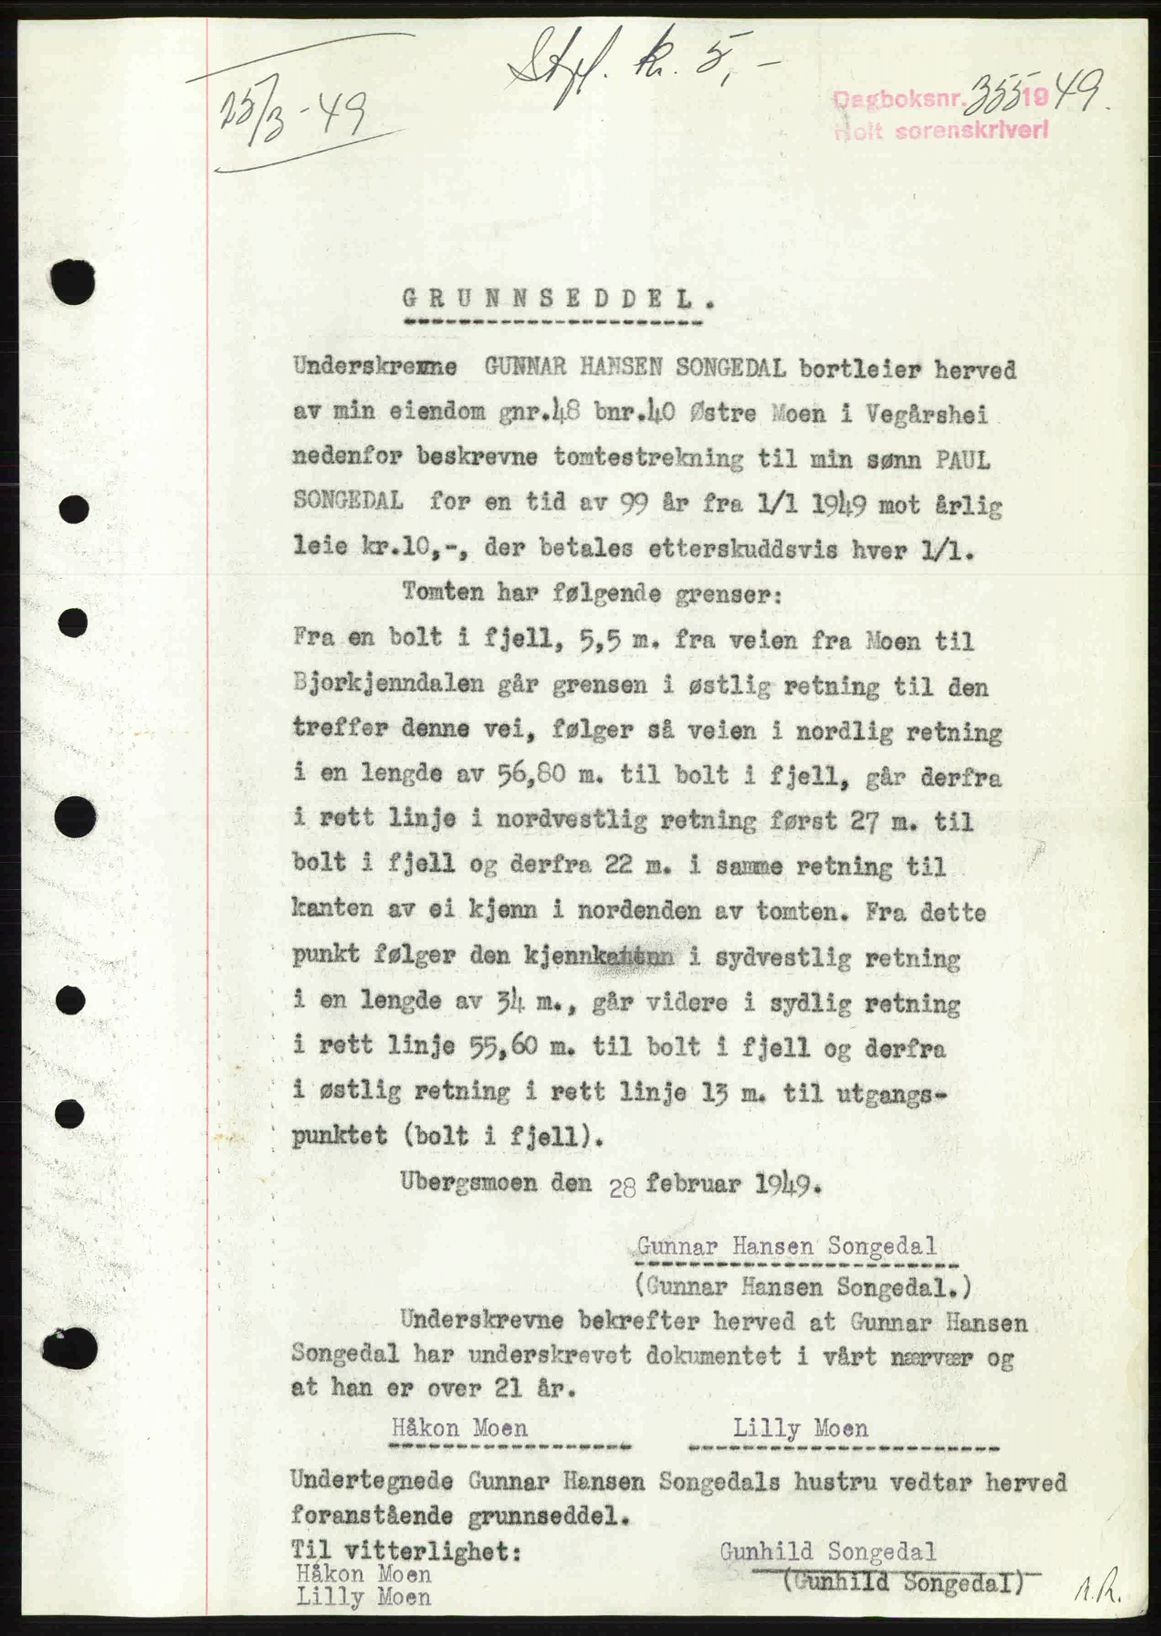 Stpl. kr. 5,-
25/3-49
Dagboksnr. 355 1949.
Holt sorenskriveri
GRUNNSEDDEL.
Underskrevne GUNNAR HANSEN SONGEDAL bortleier herved
av min eiendom gnr.48 bnr.40 Østre Moen i Vegårshei
nedenfor beskrevne tomtestrekning til min sønn PAUL
SONGEDAL for en tid av 99 år fra 1/1 1949 mot årlig
leie kr.10,-, der betales etterskuddsvis hver 1/1.
Tomten har følgende grenser:
Fra en bolt i fjell, 5,5 m. fra veien fra Moen til
Bjorkjenndalen går grensen i østlig retning til den
treffer denne vei, følger så veien i nordlig retning
i en lengde av 56,80 m. til bolt i fjell, går derfra
i rett linje i nordvestlig retning først 27 m. til
bolt i fjell og derfra 22 m. i samme retning til
kanten av ei kjenn i nordenden av tomten. Fra dette
punkt følger den kjennkanten i sydvestlig retning
i en lengde av 34 m., går videre i sydlig retning
i rett linje 55,60 m. til bolt i fjell og derfra
i østlig retning i rett linje 13 m. til utgangs-
punktet (bolt i fjell).
Ubergsmoen den 28 februar 1949.
Gunnar Hansen Songedal
(Gunnar Hansen Songedal.)
Underskrevne bekrefter herved at Gunnar Hansen
Songedal har underskrevet dokumentet i vårt nærvær og
at han er over 21 år.
Håkon Moen Lilly Moen
Undertegnede Gunnar Hansen Songedals hustru vedtar herved
foranstående grunnseddel.
Til vitterlighet: Gunhild Songedal
Håkon Moen (Gunhild Songedal)
Lilly Moen
A.R.